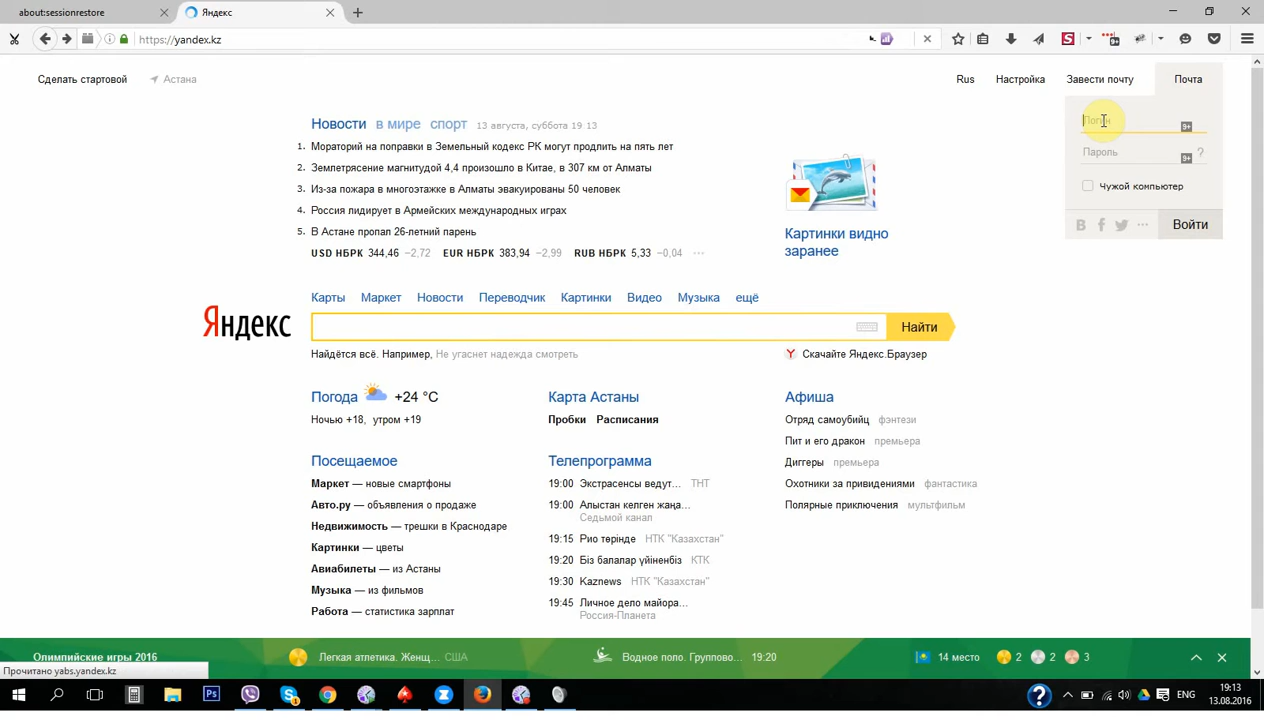 about:sessionrestore
Яндекс
https://yandex.kz
Сделать стартовой
Астана
Rus
Настройка
Завести почту
Почта
Новости в мире спорт 13 августа, суббота 19 13
1. Мораторий на поправки в Земельный кодекс РК могут продлить на пять лет
2. Землетрясение магнитудой 4,4 произошло в Китае, в 307 км от Алматы
3. Из-за пожара в многоэтажке в Алматы эвакуированы 50 человек
4. Россия лидирует в Армейских международных играх
5. В Астане пропал 26-летний парень
USD НБРК 344,46 −2,72 EUR НБРК 383,94 −2,99 RUB НБРК 5,33 −0,04 ···
Картинки видно
заранее
Логин
Пароль
?
Чужой компьютер
Войти
Карты Маркет Новости Переводчик Картинки Видео Музыка ещё
Яндекс
Найти
Найдётся всё. Например, Не угаснет надежда смотреть
Скачайте Яндекс.Браузер
Погода +24 °C
Ночью +18, утром +19
Карта Астаны
Пробки Расписания
Афиша
Отряд самоубийц фэнтези
Пит и его дракон премьера
Диггеры премьера
Охотники за привидениями фантастика
Полярные приключения мультфильм
Посещаемое
Маркет — новые смартфоны
Авто.ру — объявления о продаже
Недвижимость — трешки в Краснодаре
Картинки — цветы
Авиабилеты — из Астаны
Музыка — из фильмов
Работа — статистика зарплат
Телепрограмма
19:00 Экстрасенсы ведут... ТНТ
19:00 Алыстан келген жаңа...
Седьмой канал
19:15 Рио төрінде НТК "Казахстан"
19:20 Біз балалар үйіненбіз КТК
19:30 Kaznews НТК "Казахстан"
19:45 Личное дело майора...
Россия-Планета
Олимпийские игры 2016
Легкая атлетика. Женщ... США
Водное поло. Группово... 19:20
14 место 2 2 3
Прочитано yabs.yandex.kz
ENG
19:13
13.08.2016